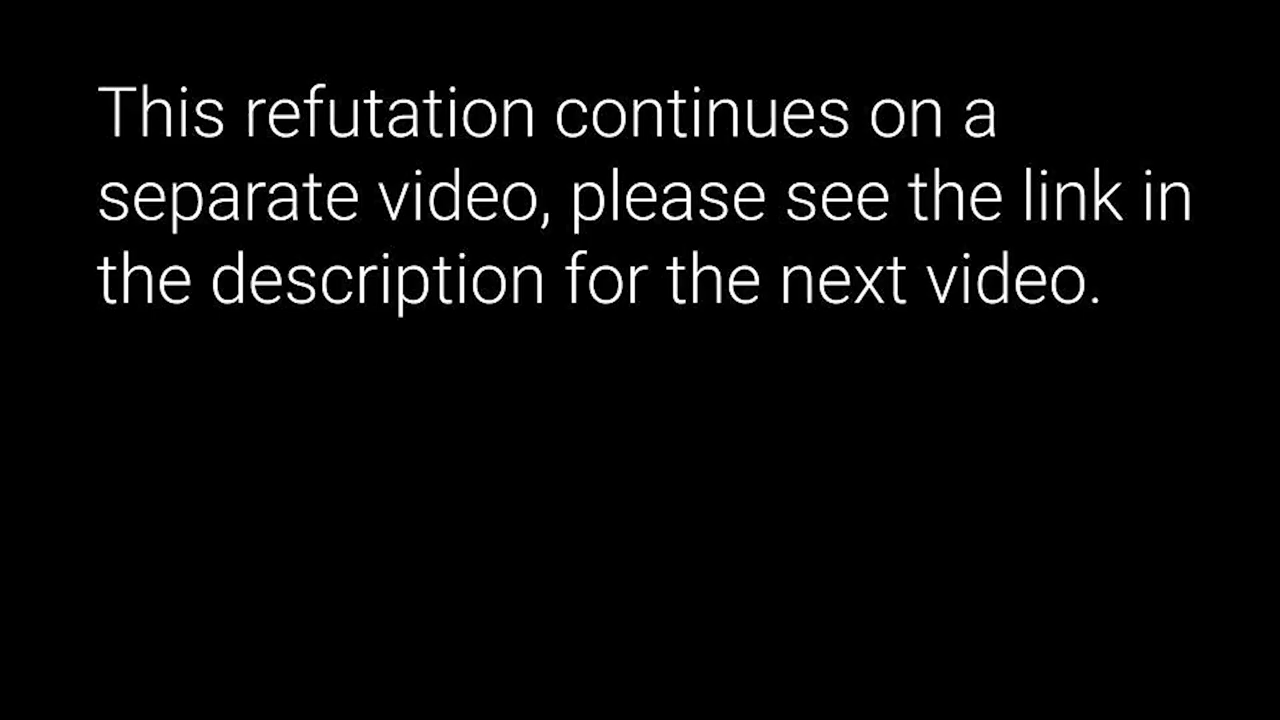 This refutation continues on a
separate video, please see the link in
the description for the next video.